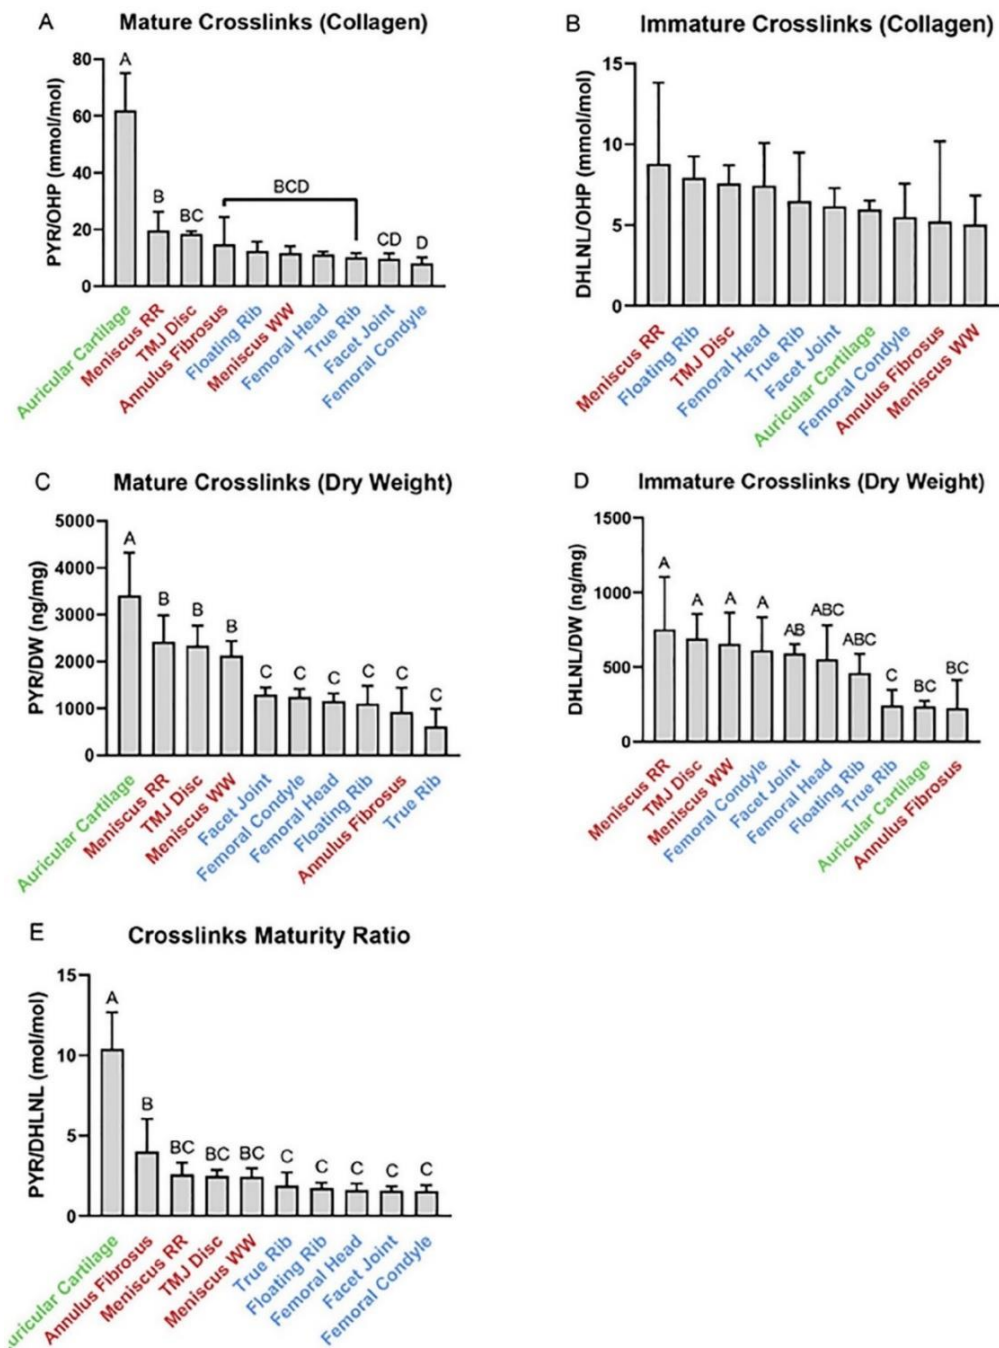 A
Mature Crosslinks (Collagen)
PYR/OHP (mmol/mol)
80
60
40
20
0
A
B
BC
BCD
CD
D
Auricular Cartilage
Meniscus RR
TMJ Disc
Annulus Fibrosus
Floating Rib
Meniscus WW
Femoral Head
True Rib
Facet Joint
Femoral Condyle
B
Immature Crosslinks (Collagen)
DHLNL/OHP (mmol/mol)
15
10
5
0
Meniscus RR
Floating Rib
TMJ Disc
Femoral Head
True Rib
Facet Joint
Auricular Cartilage
Femoral Condyle
Annulus Fibrosus
Meniscus WW
C
Mature Crosslinks (Dry Weight)
PYR/DW (ng/mg)
5000
4000
3000
2000
1000
0
A
B
B
B
C
C
C
C
C
C
Auricular Cartilage
Meniscus RR
TMJ Disc
Meniscus WW
Facet Joint
Femoral Condyle
Femoral Head
Floating Rib
Annulus Fibrosus
True Rib
D
Immature Crosslinks (Dry Weight)
DHLNL/DW (ng/mg)
1500
1000
500
0
A
A
A
A
AB
ABC
ABC
C
BC
BC
Meniscus RR
TMJ Disc
Meniscus WW
Femoral Condyle
Facet Joint
Femoral Head
Floating Rib
True Rib
Auricular Cartilage
Annulus Fibrosus
E
Crosslinks Maturity Ratio
PYR/DHLNL (mol/mol)
15
10
5
0
A
B
BC
BC
BC
C
C
C
C
C
uricular Cartilage
Annulus Fibrosus
Meniscus RR
TMJ Disc
Meniscus WW
True Rib
Floating Rib
Femoral Head
Facet Joint
Femoral Condyle